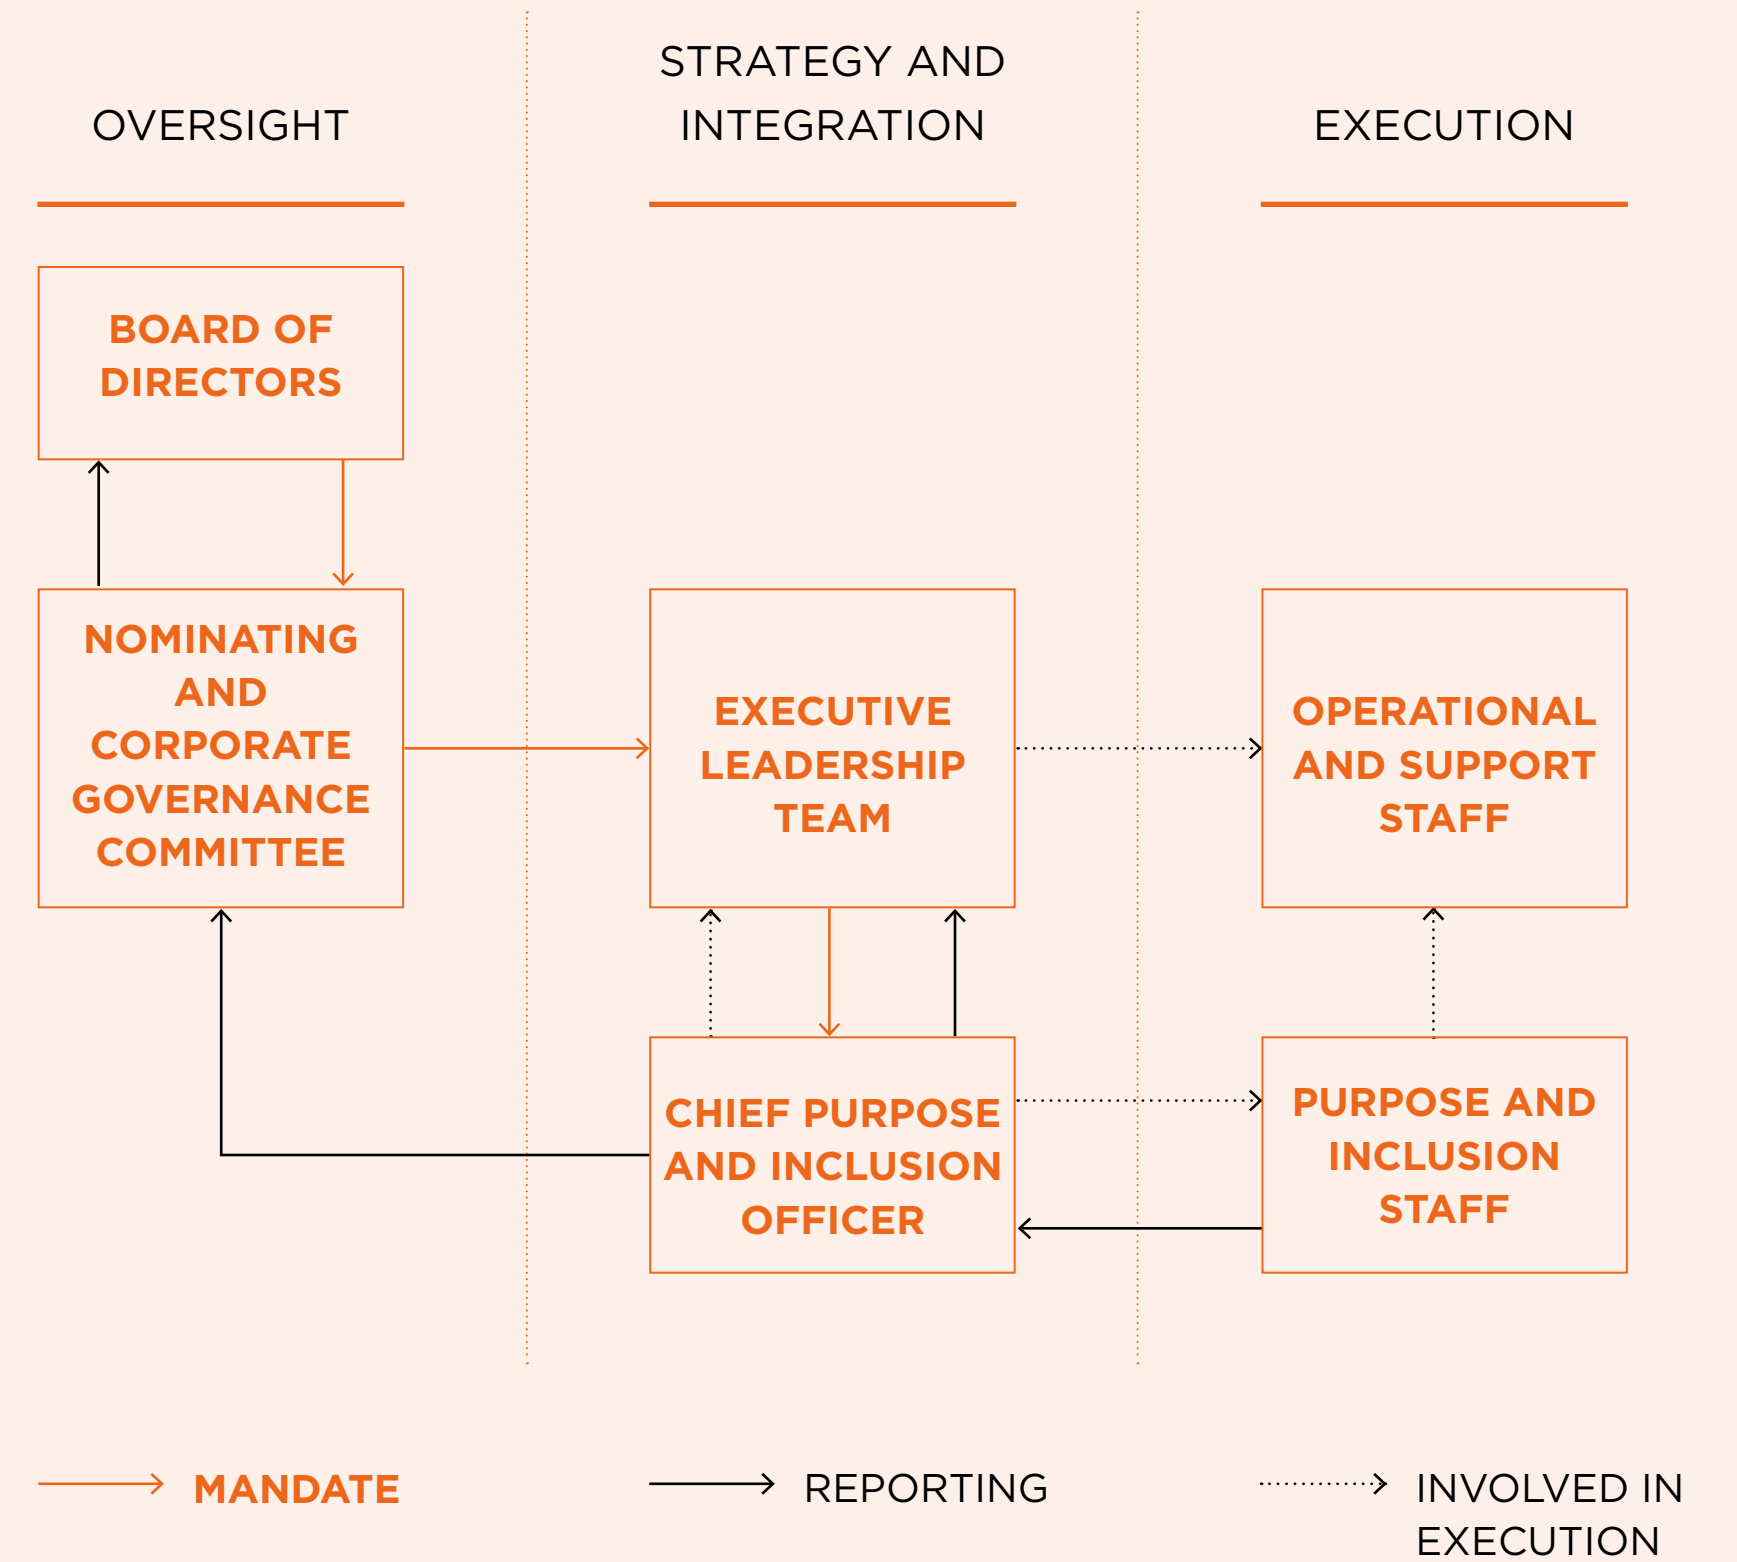 OVERSIGHT
STRATEGY AND
INTEGRATION
EXECUTION
BOARD OF
DIRECTORS
NOMINATING
AND
CORPORATE
GOVERNANCE
COMMITTEE
EXECUTIVE
LEADERSHIP
TEAM
OPERATIONAL
AND SUPPORT
STAFF
CHIEF PURPOSE
AND INCLUSION
OFFICER
PURPOSE AND
INCLUSION
STAFF
MANDATE
REPORTING
INVOLVED IN
EXECUTION